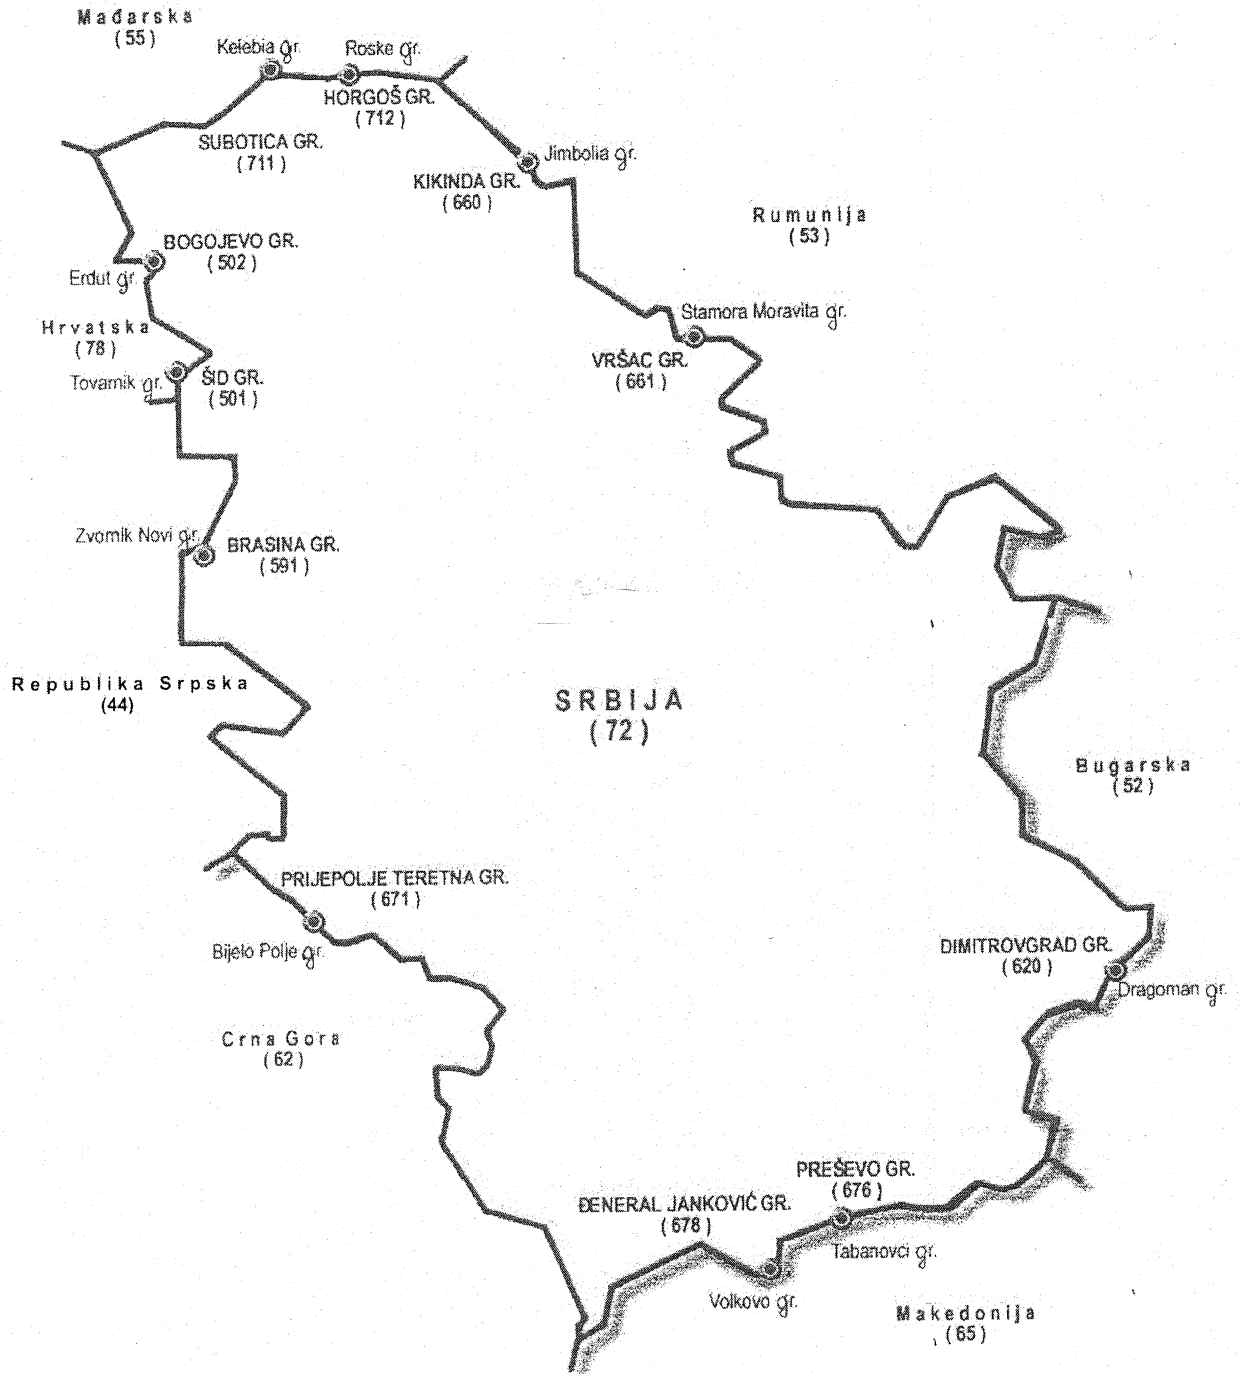 Mađarska
(55)
Kelebia gr.
Roske gr.
HORGOŠ GR.
(712)
SUBOTICA GR.
(711)
Jimbolia gr.
KIKINDA GR.
(660)
Rumunija
(53)
BOGOJEVO GR.
(502)
Erdut gr.
Hrvatska
(78)
Stamora Moravita gr.
VRŠAC GR.
(661)
Tovarnik gr.
ŠID GR.
(501)
Zvornik Novi gr.
BRASINA GR.
(591)
Republika Srpska
(44)
SRBIJA
(72)
Bugarska
(52)
PRIJEPOLJE TERETNA GR.
(671)
Bijelo Polje gr.
DIMITROVGRAD GR.
(620)
Dragoman gr.
Crna Gora
(62)
PREŠEVO GR.
(676)
ĐENERAL JANKOVIĆ GR.
(678)
Tabanovci gr.
Volkovo gr.
Makedonija
(65)